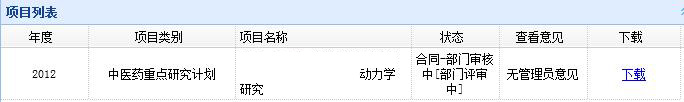 项目列表
年度 项目类别 项目名称 状态 查看意见 下载
2012 中医药重点研究计划 动力学研究 合同-部门审核中[部门评审中] 无管理员意见 下载